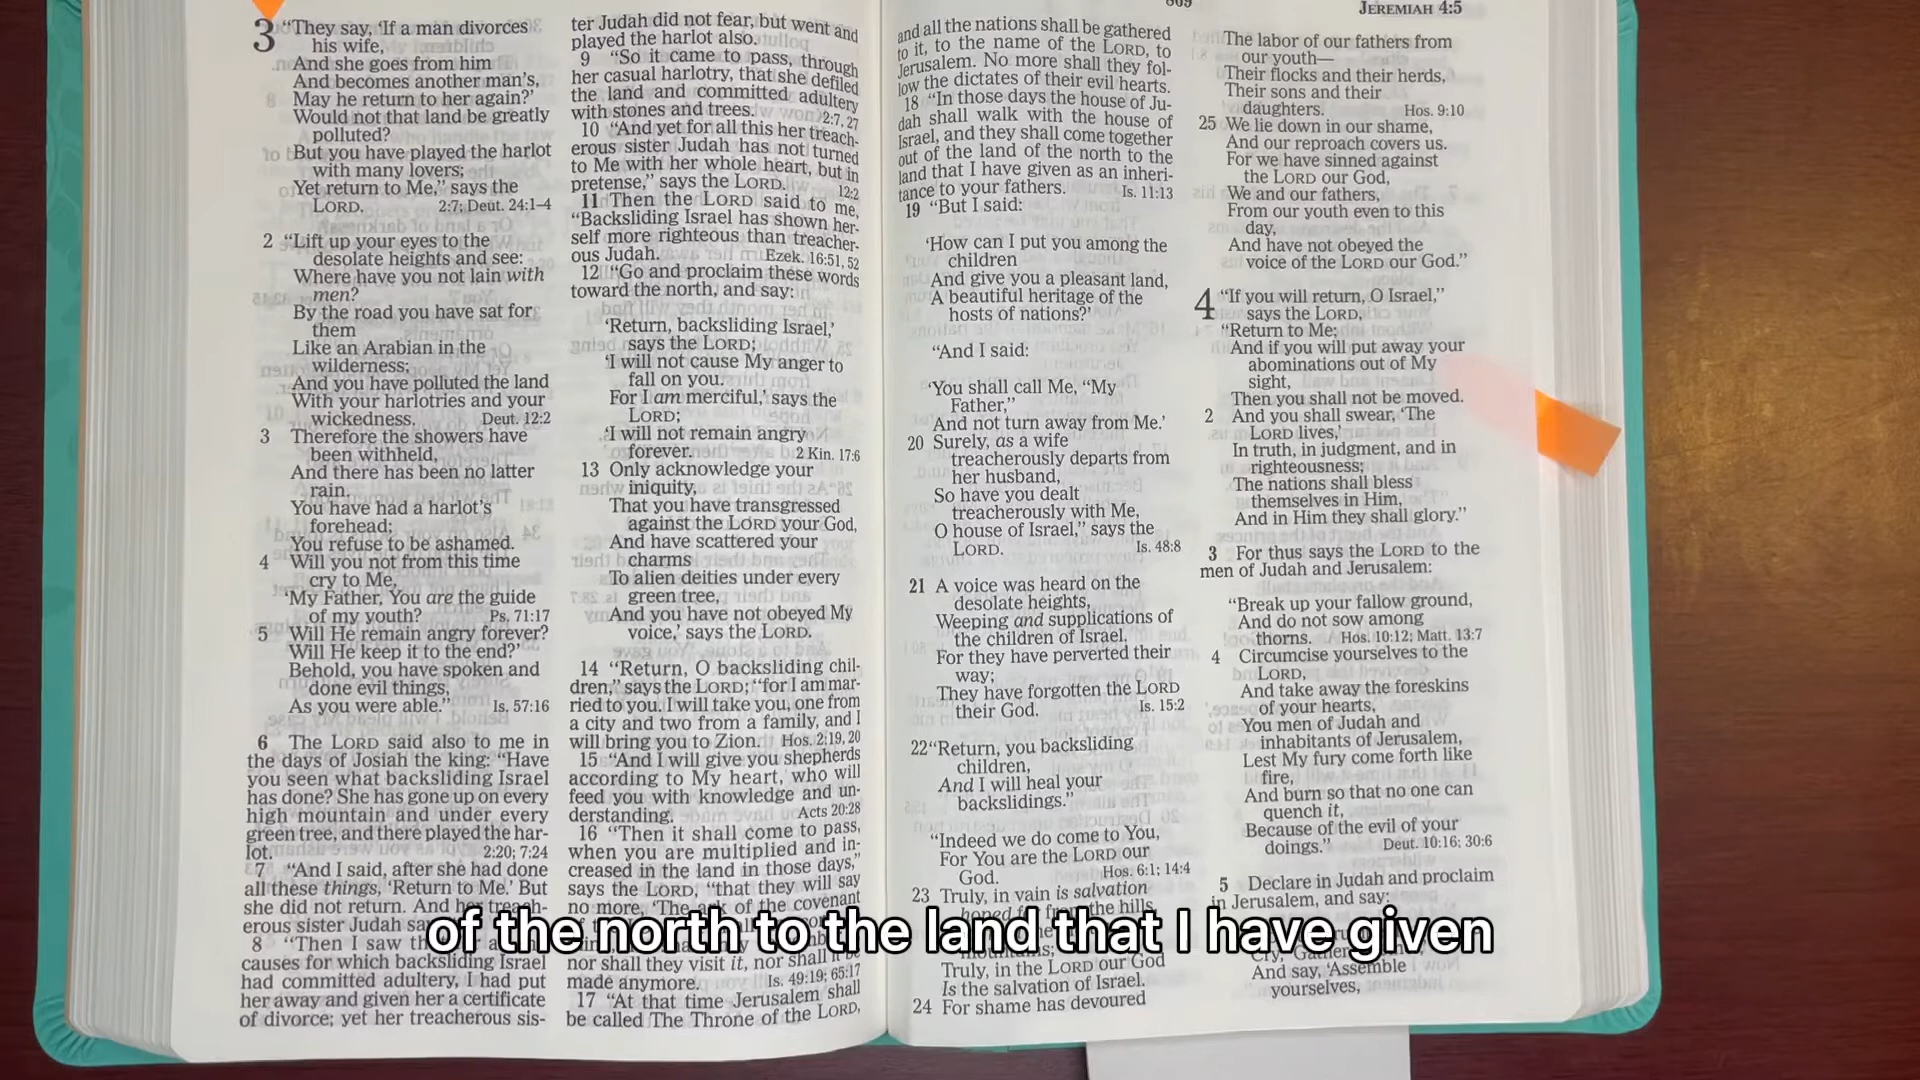 JEREMIAH 4:5
3 “They say, ‘If a man divorces
his wife,
And she goes from him
And becomes another man’s,
May he return to her again?’
Would not that land be greatly
polluted?
But you have played the harlot
with many lovers;
Yet return to Me,” says the
LORD. 2:7; Deut. 24:1–4
2 “Lift up your eyes to the
desolate heights and see:
Where have you not lain with
men?
By the road you have sat for
them
Like an Arabian in the
wilderness;
And you have polluted the land
With your harlotries and your
wickedness. Deut. 12:2
3 Therefore the showers have
been withheld,
And there has been no latter
rain.
You have had a harlot’s
forehead;
You refuse to be ashamed.
4 Will you not from this time
cry to Me,
‘My Father, You are the guide
of my youth? Ps. 71:17
5 Will He remain angry forever?
Will He keep it to the end?’
Behold, you have spoken and
done evil things,
As you were able.” Is. 57:16
6 The LORD said also to me in
the days of Josiah the king: “Have
you seen what backsliding Israel
has done? She has gone up on every
high mountain and under every
green tree, and there played the har-
lot. 2:20; 7:24
7 “And I said, after she had done
all these things, ‘Return to Me.’ But
she did not return. And her treach-
erous sister Judah
8 “Then I saw
causes for which backsliding Israel
had committed adultery, I had put
her away and given her a certificate
of divorce; yet her treacherous sis-
ter Judah did not fear, but went and
played the harlot also.
9 “So it came to pass, through
her casual harlotry, that she defiled
the land and committed adultery
with stones and trees. 2:7, 27
10 “And yet for all this her treach-
erous sister Judah has not turned
to Me with her whole heart, but in
pretense,” says the LORD. 12:2
11 Then the LORD said to me,
“Backsliding Israel has shown her-
self more righteous than treacher-
ous Judah. Ezek. 16:51, 52
12 “Go and proclaim these words
toward the north, and say:
‘Return, backsliding Israel,’
says the LORD;
‘I will not cause My anger to
fall on you.
For I am merciful,’ says the
LORD;
‘I will not remain angry
forever. 2 Kin. 17:6
13 Only acknowledge your
iniquity,
That you have transgressed
against the LORD your God,
And have scattered your
charms
To alien deities under every
green tree,
And you have not obeyed My
voice,’ says the LORD.
14 “Return, O backsliding chil-
dren,” says the LORD; “for I am mar-
ried to you. I will take you, one from
a city and two from a family, and I
will bring you to Zion. Hos. 2:19, 20
15 “And I will give you shepherds
according to My heart, who will
feed you with knowledge and un-
derstanding. Acts 20:28
16 “Then it shall come to pass,
when you are multiplied and in-
creased in the land in those days,”
says the LORD, “that they will say
no more, ‘The ark of the covenant
nor shall they visit it, nor shall it be
made anymore. Is. 49:19; 65:17
17 “At that time Jerusalem shall
be called The Throne of the LORD,
and all the nations shall be gathered
to it, to the name of the LORD, to
Jerusalem. No more shall they fol-
low the dictates of their evil hearts.
18 “In those days the house of Ju-
dah shall walk with the house of
Israel, and they shall come together
out of the land of the north to the
land that I have given as an inheri-
tance to your fathers. Is. 11:13
19 “But I said:
‘How can I put you among the
children
And give you a pleasant land,
A beautiful heritage of the
hosts of nations?’
“And I said:
‘You shall call Me, “My
Father,”
And not turn away from Me.’
20 Surely, as a wife
treacherously departs from
her husband,
So have you dealt
treacherously with Me,
O house of Israel,” says the
LORD. Is. 48:8
21 A voice was heard on the
desolate heights,
Weeping and supplications of
the children of Israel.
For they have perverted their
way;
They have forgotten the LORD
their God. Is. 15:2
22 “Return, you backsliding
children,
And I will heal your
backslidings.”
“Indeed we do come to You,
For You are the LORD our
God. Hos. 6:1; 14:4
23 Truly, in vain is salvation
hoped for from the hills,
mountains;
Truly, in the LORD our God
Is the salvation of Israel.
24 For shame has devoured
The labor of our fathers from
our youth—
Their flocks and their herds,
Their sons and their
daughters. Hos. 9:10
25 We lie down in our shame,
And our reproach covers us.
For we have sinned against
the LORD our God,
We and our fathers,
From our youth even to this
day,
And have not obeyed the
voice of the LORD our God.”
4 “If you will return, O Israel,”
says the LORD,
“Return to Me;
And if you will put away your
abominations out of My
sight,
Then you shall not be moved.
2 And you shall swear, ‘The
LORD lives,’
In truth, in judgment, and in
righteousness;
The nations shall bless
themselves in Him,
And in Him they shall glory.”
3 For thus says the LORD to the
men of Judah and Jerusalem:
“Break up your fallow ground,
And do not sow among
thorns. Hos. 10:12; Matt. 13:7
4 Circumcise yourselves to the
LORD,
And take away the foreskins
of your hearts,
You men of Judah and
inhabitants of Jerusalem,
Lest My fury come forth like
fire,
And burn so that no one can
quench it,
Because of the evil of your
doings.” Deut. 10:16; 30:6
5 Declare in Judah and proclaim
in Jerusalem, and say:
And say, ‘Assemble
yourselves,
of the north to the land that I have given